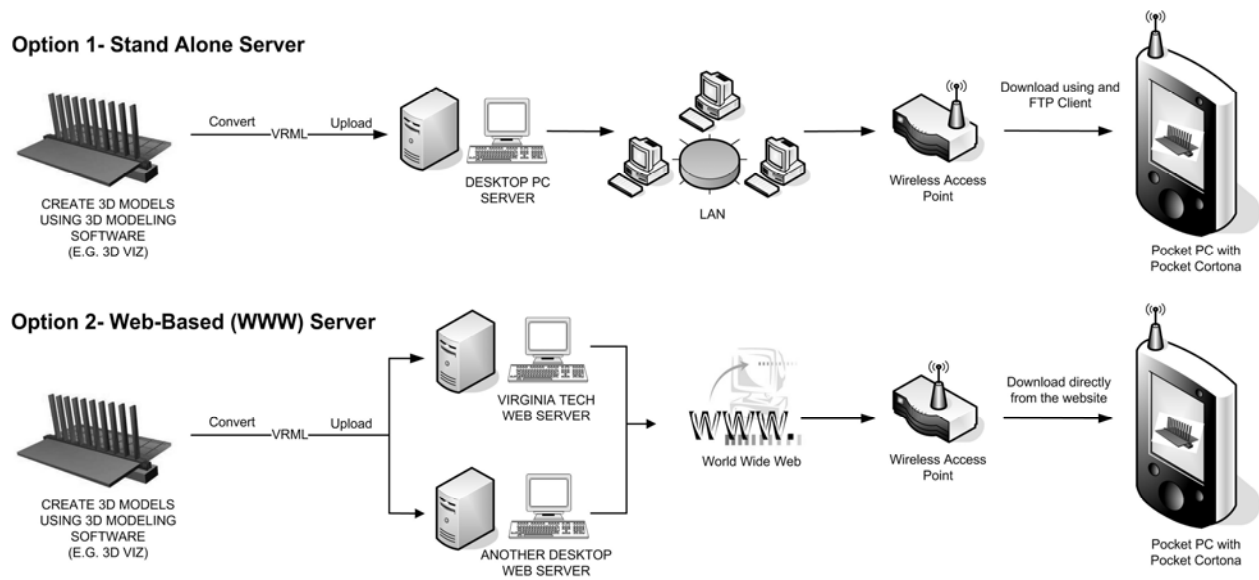 Option 1- Stand Alone Server
Convert
VRML
Upload
CREATE 3D MODELS
USING 3D MODELING
SOFTWARE
(E.G. 3D VIZ)
DESKTOP PC
SERVER
LAN
Wireless Access
Point
Download using and
FTP Client
Pocket PC with
Pocket Cortona
Option 2- Web-Based (WWW) Server
Convert
VRML
Upload
CREATE 3D MODELS
USING 3D MODELING
SOFTWARE
(E.G. 3D VIZ)
VIRGINIA TECH
WEB SERVER
ANOTHER DESKTOP
WEB SERVER
WWW.
World Wide Web
Wireless Access
Point
Download directly
from the website
Pocket PC with
Pocket Cortona